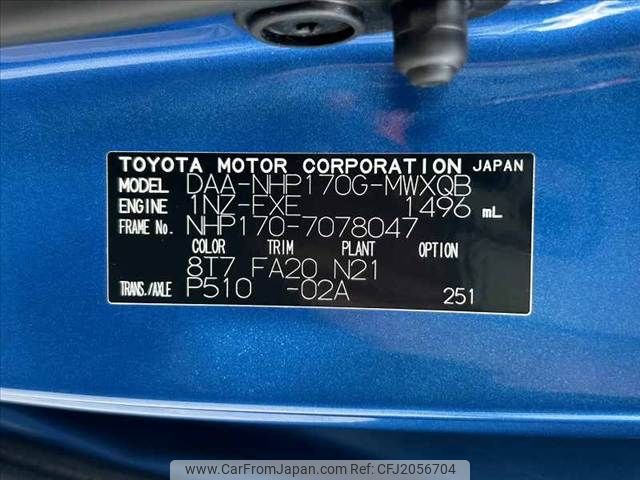 TOYOTA MOTOR CORPORATION JAPAN
MODEL DAA-NHP170G-MWXQB
ENGINE 1NZ-EXE 1496 mL
FRAME No. NHP170-7078047
COLOR TRIM PLANT OPTION
8T7 FA20 N21
TRANS./AXLE P510 -02A 251
www.CarFromJapan.com | ref:CFJ2056704